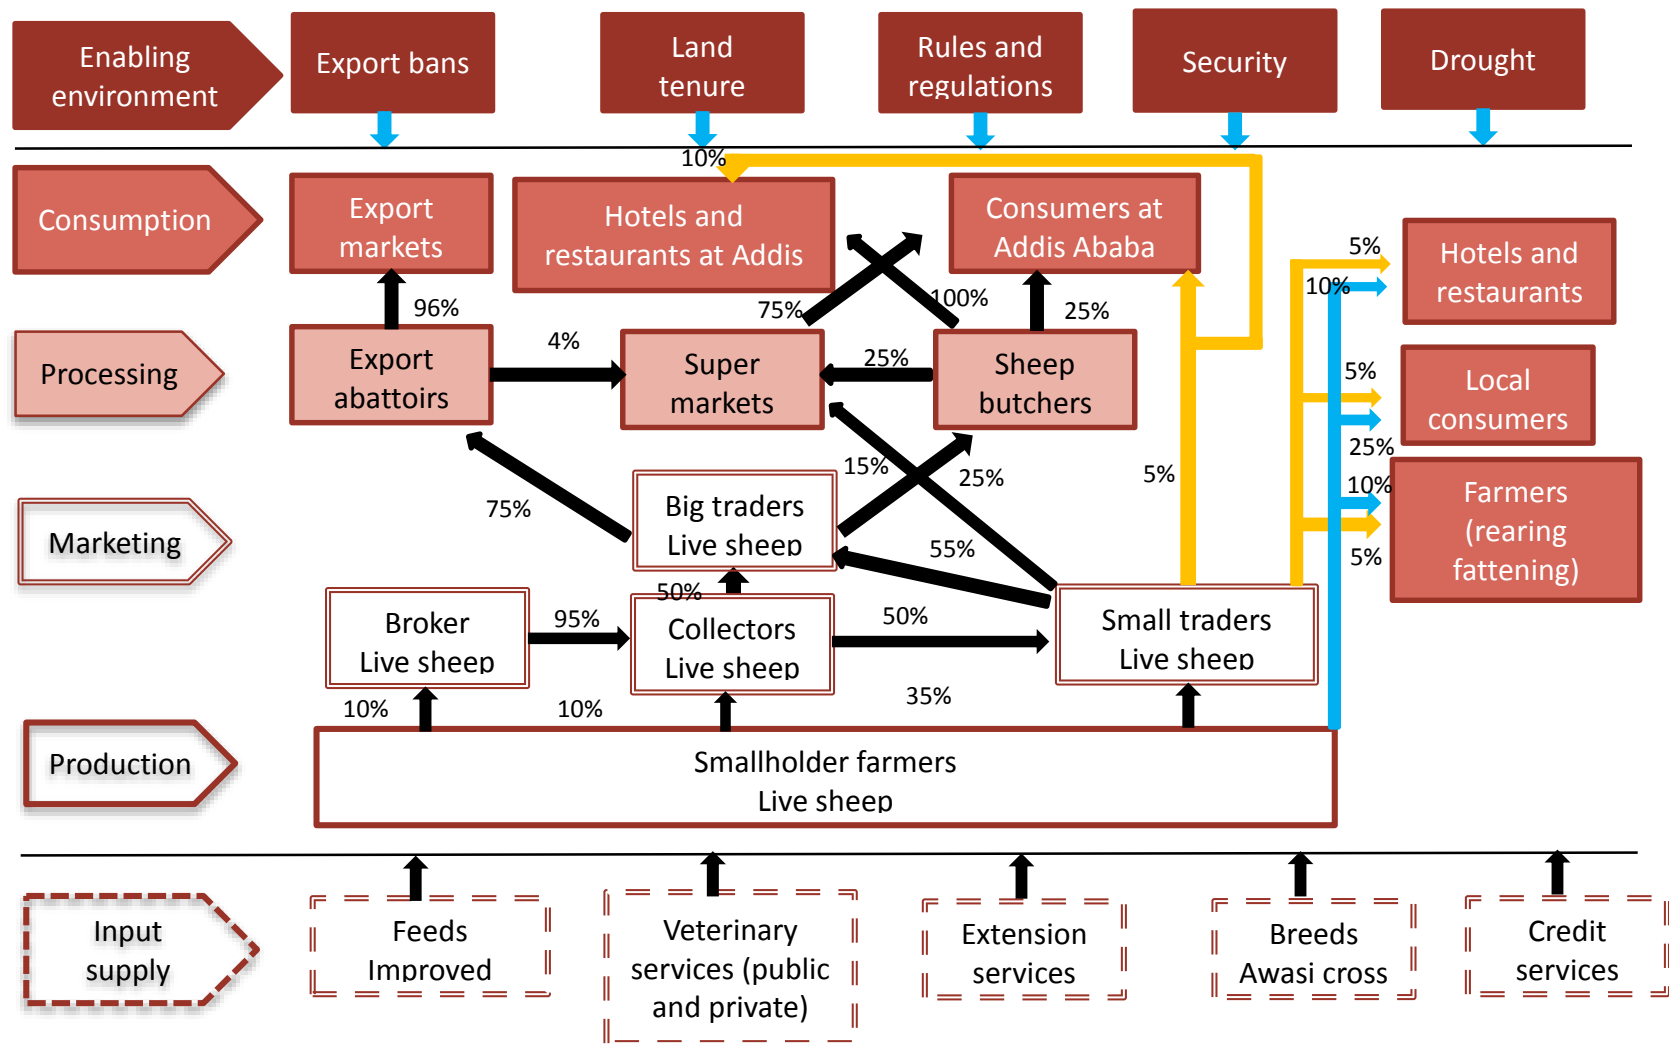 Enabling
environment
Export bans
Land
tenure
Rules and
regulations
Security
Drought
10%
Consumption
Export
markets
Hotels and
restaurants at Addis
Consumers at
Addis Ababa
5%
Hotels and
restaurants
10%
96%
75%
100%
25%
Processing
Export
abattoirs
4%
Super
markets
25%
Sheep
butchers
5%
Local
consumers
25%
Marketing
75%
Big traders
Live sheep
15%
25%
55%
5%
10%
Farmers
(rearing
fattening)
5%
50%
Broker
Live sheep
95%
Collectors
Live sheep
50%
Small traders
Live sheep
10%
10%
35%
Production
Smallholder farmers
Live sheep
Input
supply
Feeds
Improved
Veterinary
services (public
and private)
Extension
services
Breeds
Awasi cross
Credit
services